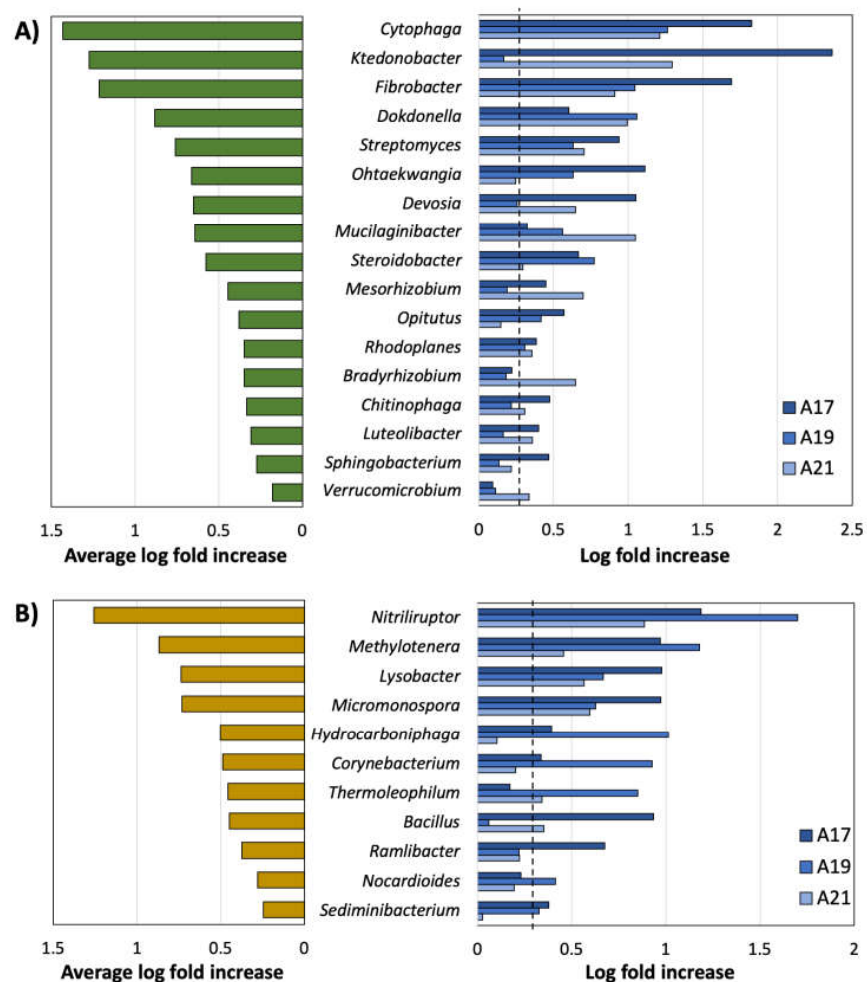 A)
Cytophaga
Ktedonobacter
Fibrobacter
Dokdonella
Streptomyces
Ohtaekwangia
Devosia
Mucilaginibacter
Steroidobacter
Mesorhizobium
Opitutus
Rhodoplanes
Bradyrhizobium
Chitinophaga
Luteolibacter
Sphingobacterium
Verrucomicrobium
A17
A19
A21
1.5 1 0.5 0
0 0.5 1 1.5 2 2.5
Average log fold increase
Log fold increase
B)
Nitriliruptor
Methylotenera
Lysobacter
Micromonospora
Hydrocarboniphaga
Corynebacterium
Thermoleophilum
Bacillus
Ramlibacter
Nocardioides
Sediminibacterium
A17
A19
A21
1.5 1 0.5 0
0 0.5 1 1.5 2
Average log fold increase
Log fold increase